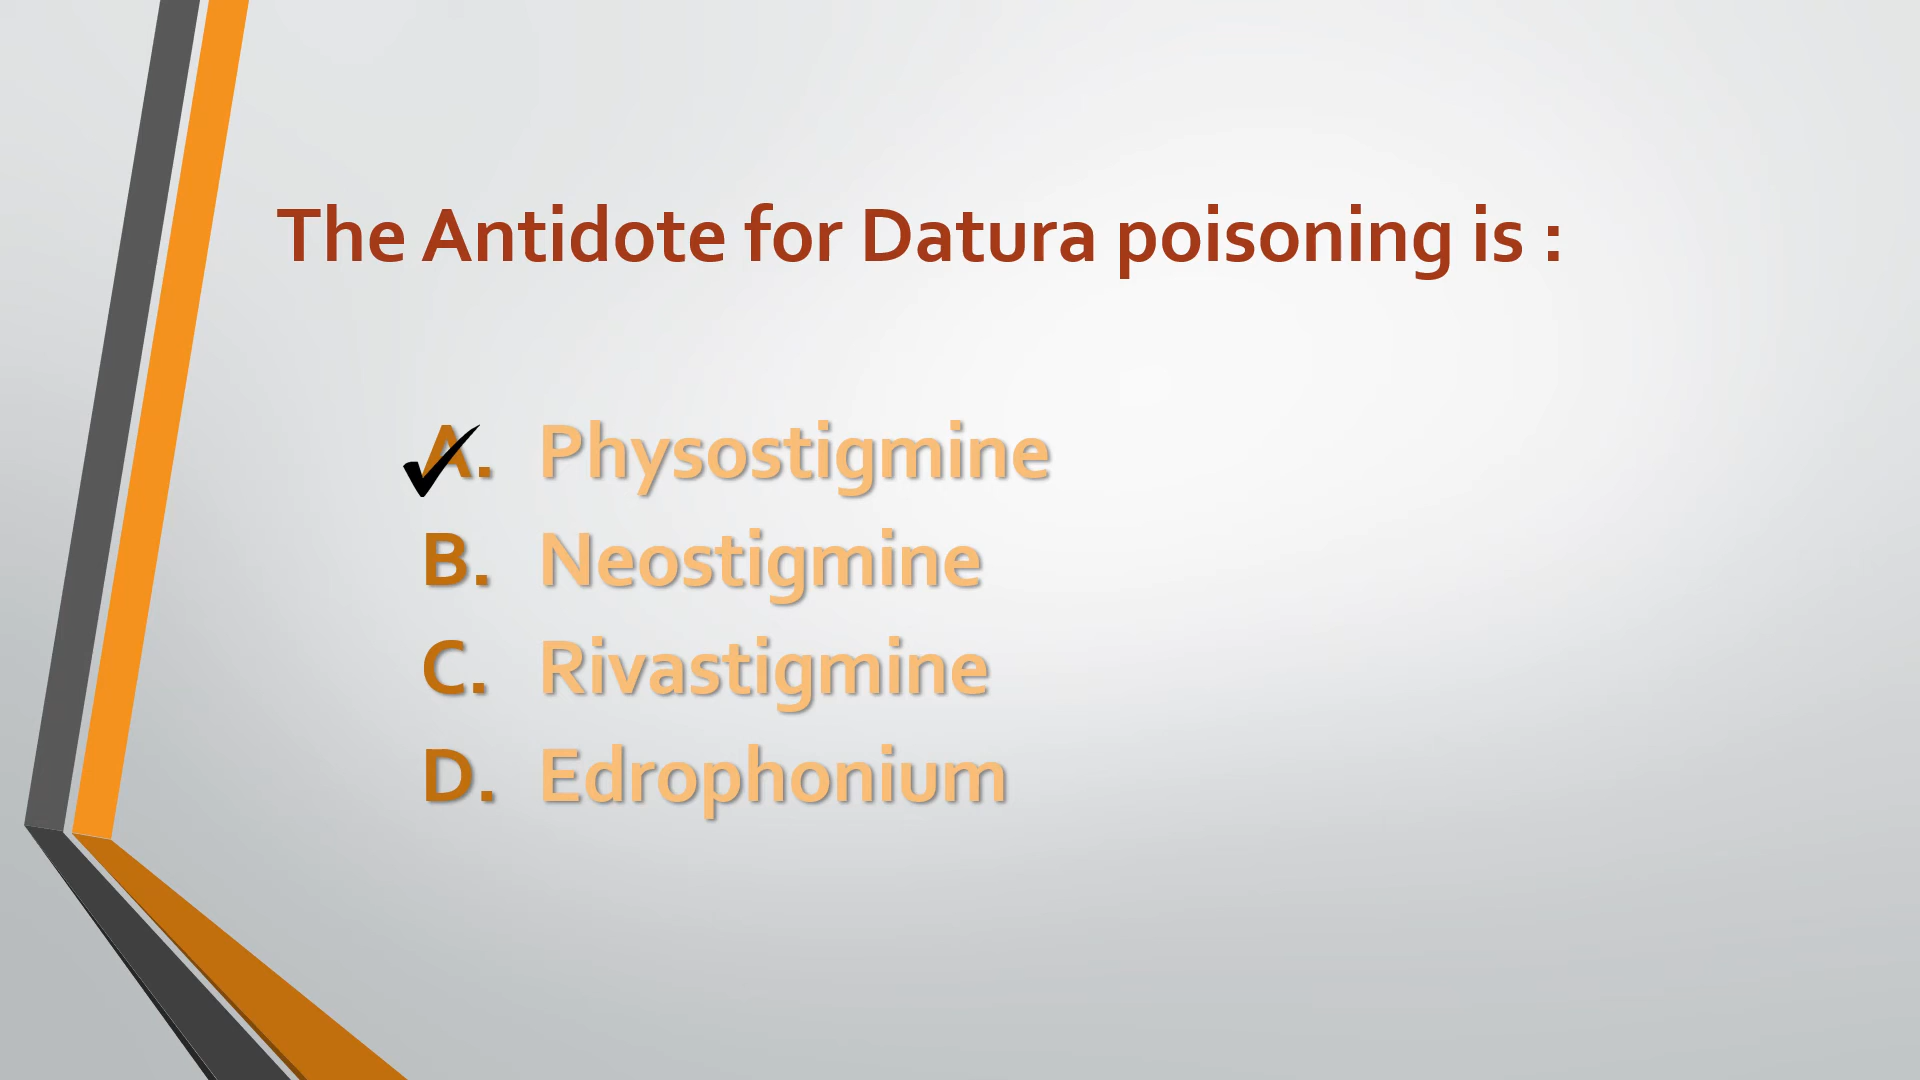 The Antidote for Datura poisoning is :
A. Physostigmine
B. Neostigmine
C. Rivastigmine
D. Edrophonium